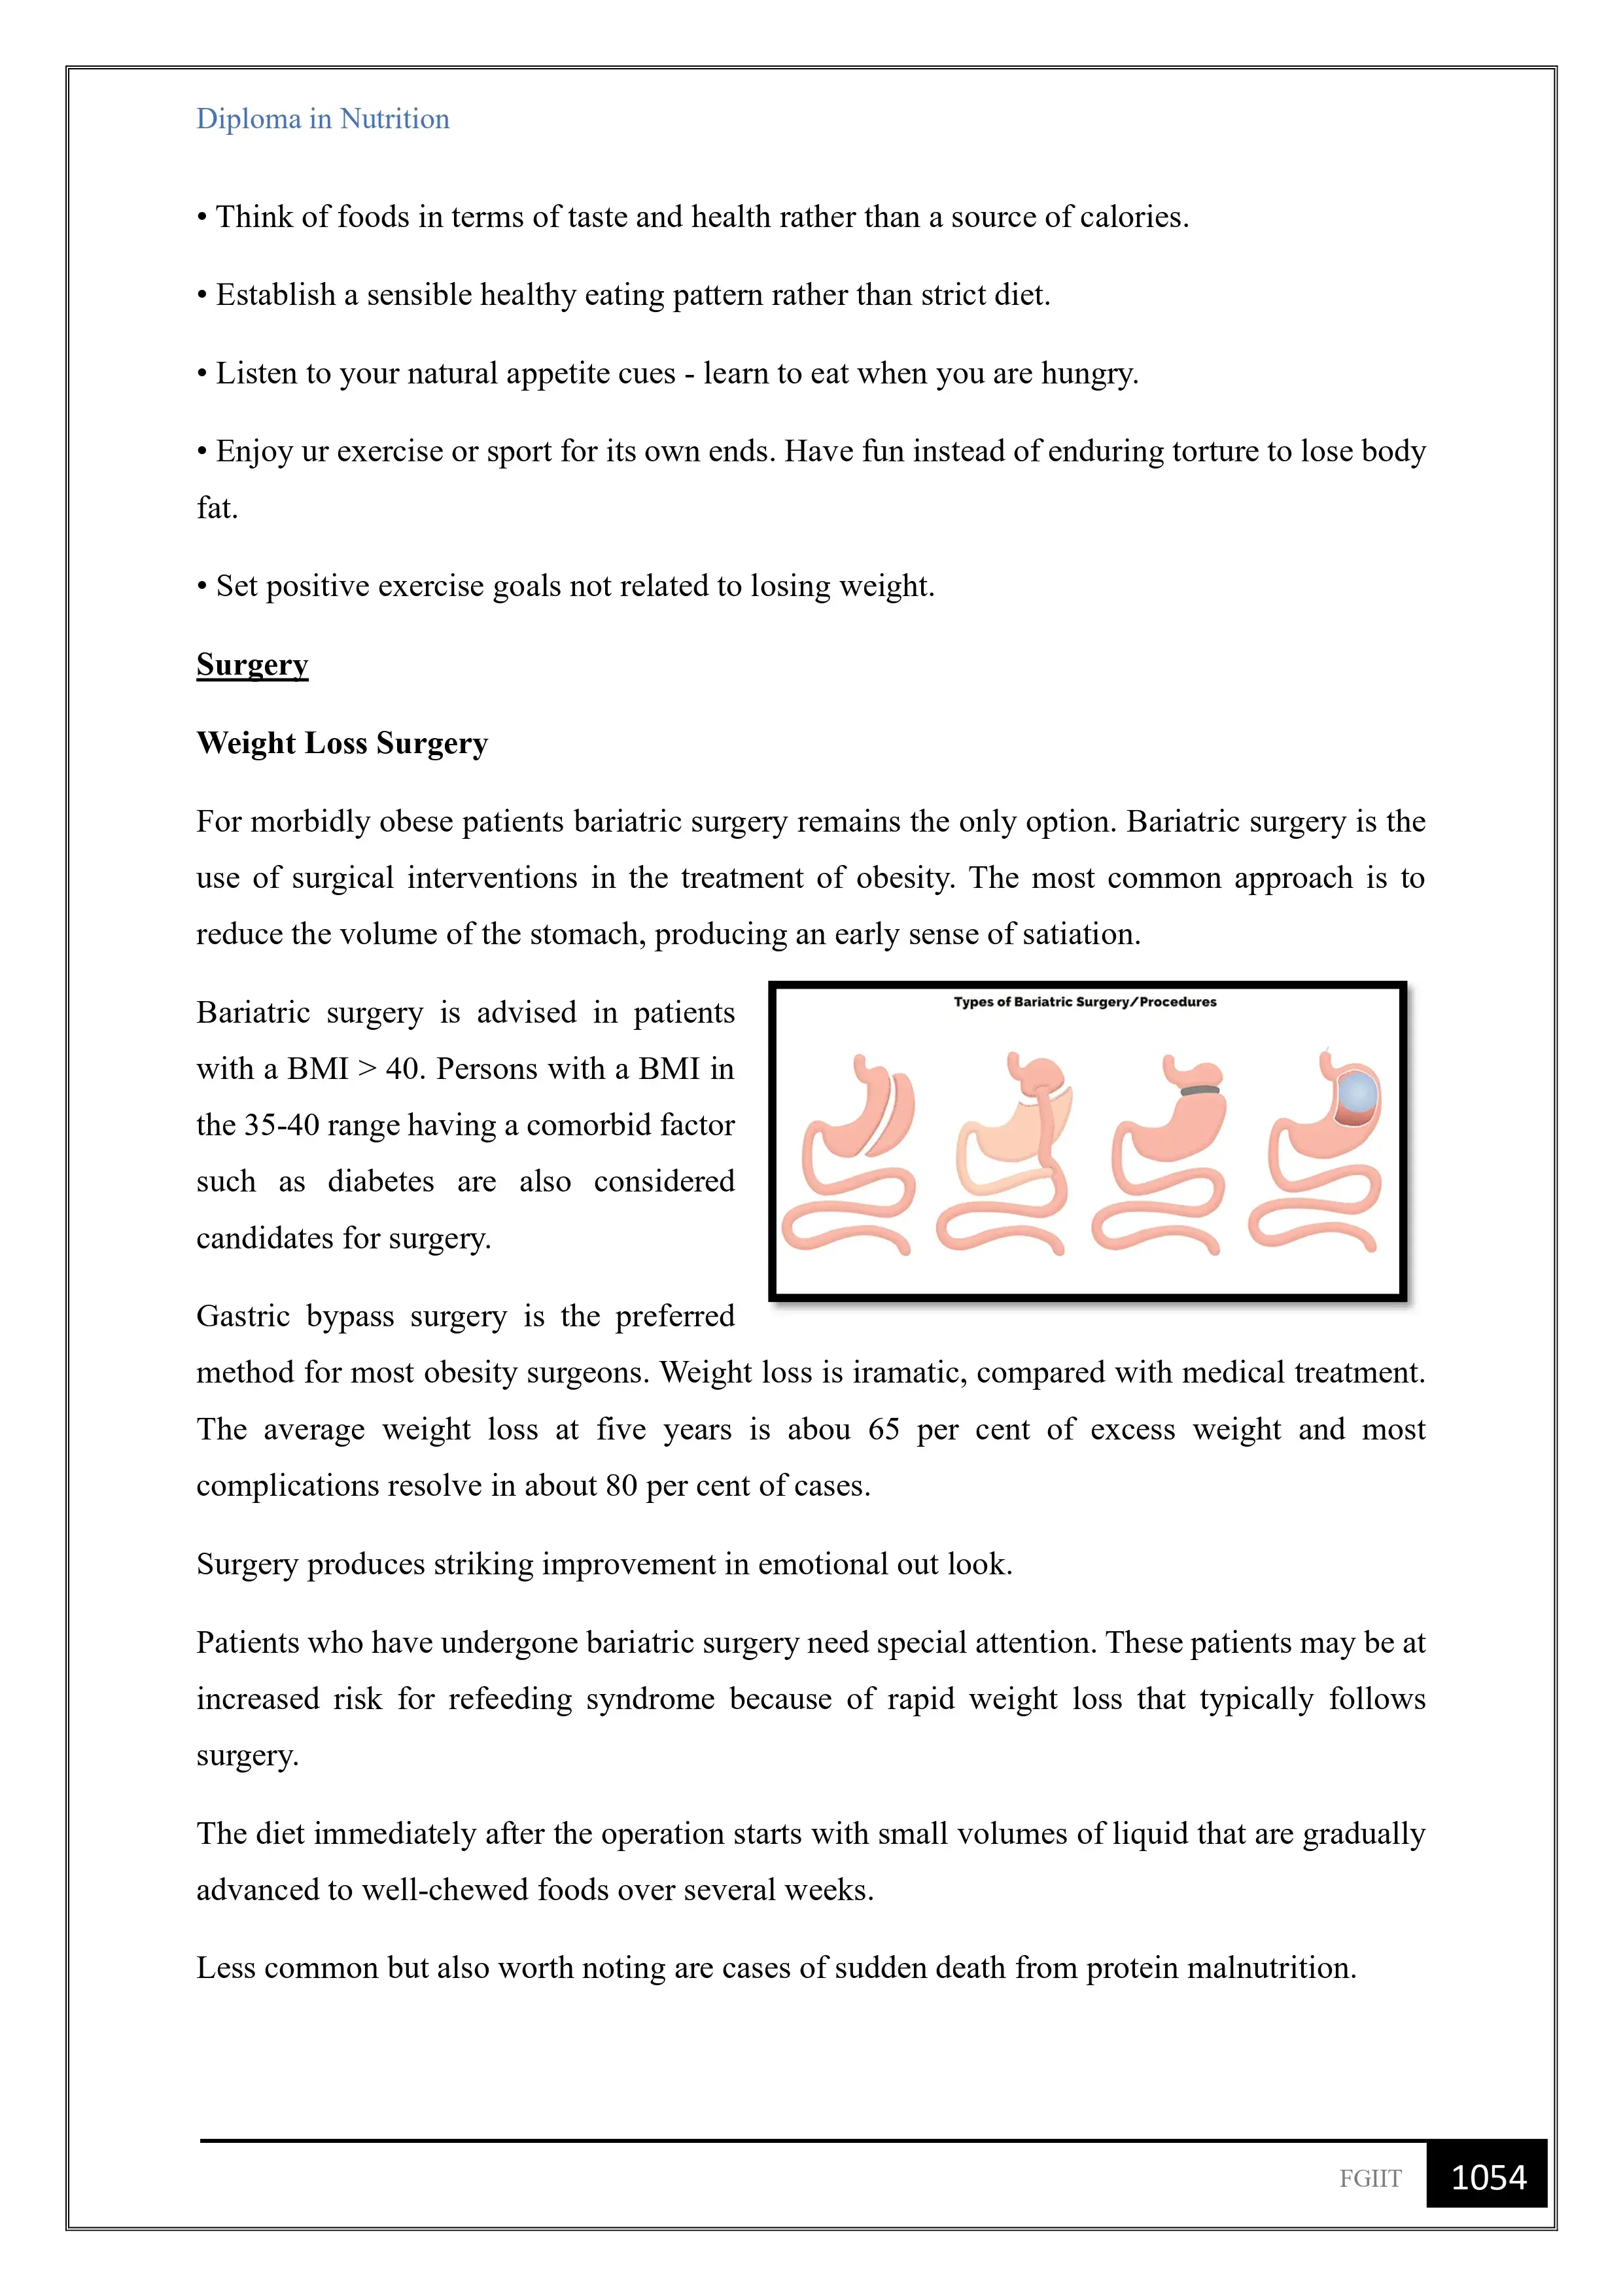 Diploma in Nutrition
• Think of foods in terms of taste and health rather than a source of calories.
• Establish a sensible healthy eating pattern rather than strict diet.
• Listen to your natural appetite cues - learn to eat when you are hungry.
• Enjoy ur exercise or sport for its own ends. Have fun instead of enduring torture to lose body
fat.
• Set positive exercise goals not related to losing weight.
Surgery
Weight Loss Surgery
For morbidly obese patients bariatric surgery remains the only option. Bariatric surgery is the
use of surgical interventions in the treatment of obesity. The most common approach is to
reduce the volume of the stomach, producing an early sense of satiation.
Bariatric surgery is advised in patients
with a BMI > 40. Persons with a BMI in
the 35-40 range having a comorbid factor
such as diabetes are also considered
candidates for surgery.
Types of Bariatric Surgery/Procedures
Gastric bypass surgery is the preferred
method for most obesity surgeons. Weight loss is iramatic, compared with medical treatment.
The average weight loss at five years is abou 65 per cent of excess weight and most
complications resolve in about 80 per cent of cases.
Surgery produces striking improvement in emotional out look.
Patients who have undergone bariatric surgery need special attention. These patients may be at
increased risk for refeeding syndrome because of rapid weight loss that typically follows
surgery.
The diet immediately after the operation starts with small volumes of liquid that are gradually
advanced to well-chewed foods over several weeks.
Less common but also worth noting are cases of sudden death from protein malnutrition.
FGIIT 1054